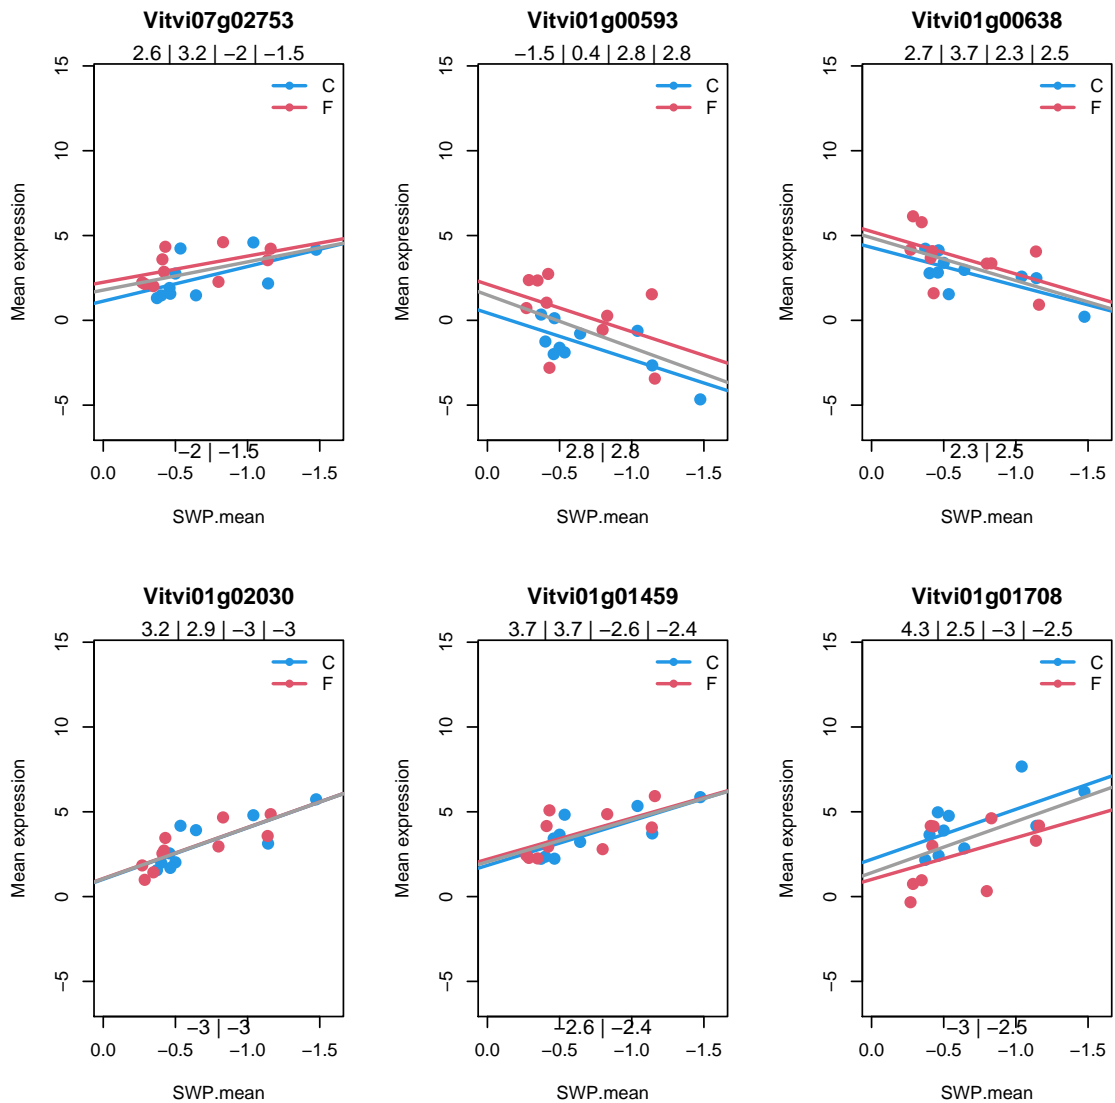 Vitvi07g02753
2.6 | 3.2 | −2 | −1.5
C
F
Mean expression
15
10
5
0
−5
−2 | −1.5
0.0 −0.5 −1.0 −1.5
SWP.mean
Vitvi01g00593
−1.5 | 0.4 | 2.8 | 2.8
C
F
Mean expression
15
10
5
0
−5
2.8 | 2.8
0.0 −0.5 −1.0 −1.5
SWP.mean
Vitvi01g00638
2.7 | 3.7 | 2.3 | 2.5
C
F
Mean expression
15
10
5
0
−5
2.3 | 2.5
0.0 −0.5 −1.0 −1.5
SWP.mean
Vitvi01g02030
3.2 | 2.9 | −3 | −3
C
F
Mean expression
15
10
5
0
−5
−3 | −3
0.0 −0.5 −1.0 −1.5
SWP.mean
Vitvi01g01459
3.7 | 3.7 | −2.6 | −2.4
C
F
Mean expression
15
10
5
0
−5
−2.6 | −2.4
0.0 −0.5 −1.0 −1.5
SWP.mean
Vitvi01g01708
4.3 | 2.5 | −3 | −2.5
C
F
Mean expression
15
10
5
0
−5
−3 | −2.5
0.0 −0.5 −1.0 −1.5
SWP.mean